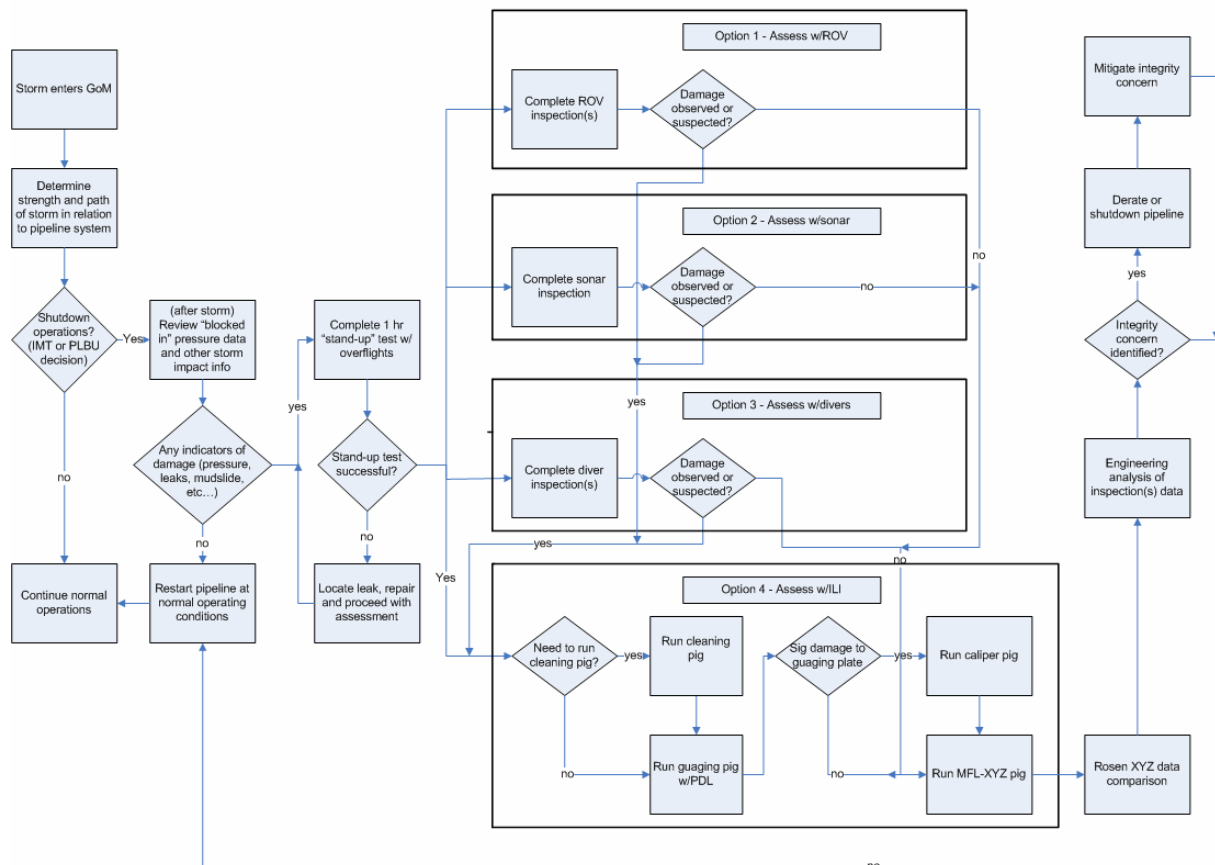 Storm enters GoM
Determine
strength and path
of storm in relation
to pipeline system
Shutdown
operations?
(IMT or PLBU
decision)
Yes
no
Continue normal
operations
(after storm)
Review “blocked
in” pressure data
and other storm
impact info
Any indicators of
damage (pressure,
leaks, mudslide,
etc…)
yes
no
Restart pipeline at
normal operating
conditions
Complete 1 hr
“stand-up” test w/
overflights
Stand-up test
successful?
no
Locate leak, repair
and proceed with
assessment
Yes
Option 1 - Assess w/ROV
Complete ROV
inspection(s)
Damage
observed or
suspected?
no
Option 2 - Assess w/sonar
Complete sonar
inspection
Damage
observed or
suspected?
no
yes
Option 3 - Assess w/divers
Complete diver
inspection(s)
Damage
observed or
suspected?
yes
no
Option 4 - Assess w/ILI
Need to run
cleaning pig?
yes
no
Run cleaning
pig
Run guaging pig
w/PDL
Sig damage to
guaging plate
yes
no
Run caliper pig
Run MFL-XYZ pig
Rosen XYZ data
comparison
Engineering
analysis of
inspection(s) data
Integrity
concern
identified?
yes
Derate or
shutdown pipeline
Mitigate integrity
concern
no